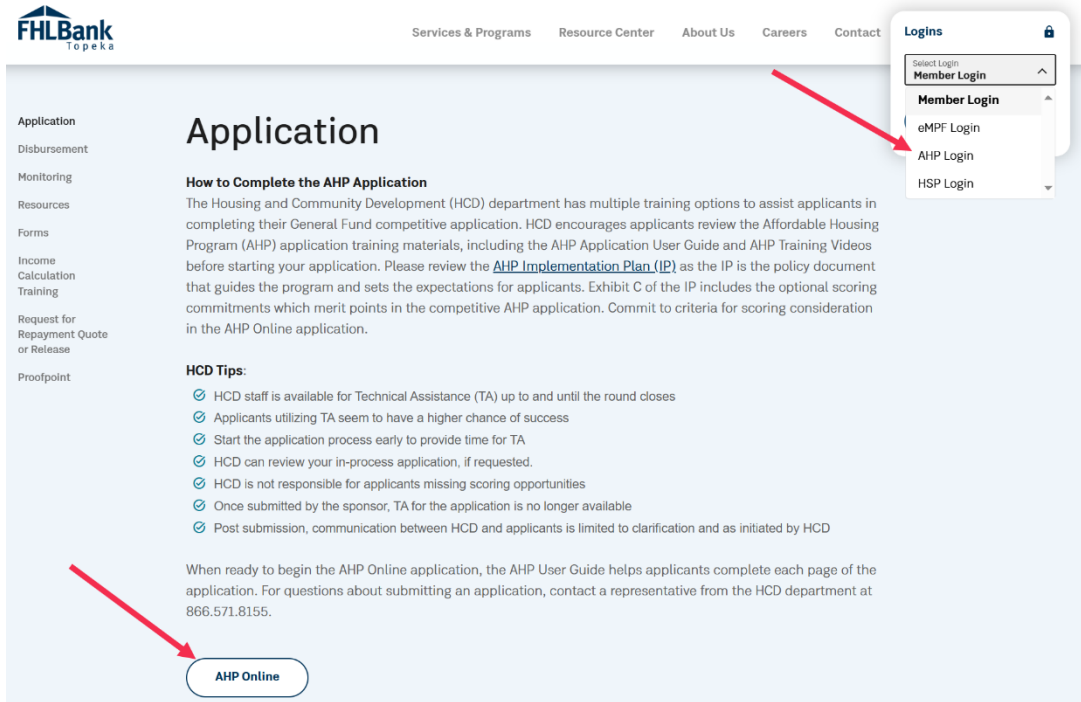 FHLBank
Topeka
Services & Programs Resource Center About Us Careers Contact
Logins
Select Login
Member Login
Member Login
eMPF Login
AHP Login
HSP Login
Application
Disbursement
Monitoring
Resources
Forms
Income
Calculation
Training
Request for
Repayment Quote
or Release
Proofpoint
Application
How to Complete the AHP Application
The Housing and Community Development (HCD) department has multiple training options to assist applicants in
completing their General Fund competitive application. HCD encourages applicants review the Affordable Housing
Program (AHP) application training materials, including the AHP Application User Guide and AHP Training Videos
before starting your application. Please review the AHP Implementation Plan (IP) as the IP is the policy document
that guides the program and sets the expectations for applicants. Exhibit C of the IP includes the optional scoring
commitments which merit points in the competitive AHP application. Commit to criteria for scoring consideration
in the AHP Online application.
HCD Tips:
HCD staff is available for Technical Assistance (TA) up to and until the round closes
Applicants utilizing TA seem to have a higher chance of success
Start the application process early to provide time for TA
HCD can review your in-process application, if requested.
HCD is not responsible for applicants missing scoring opportunities
Once submitted by the sponsor, TA for the application is no longer available
Post submission, communication between HCD and applicants is limited to clarification and as initiated by HCD
When ready to begin the AHP Online application, the AHP User Guide helps applicants complete each page of the
application. For questions about submitting an application, contact a representative from the HCD department at
866.571.8155.
AHP Online